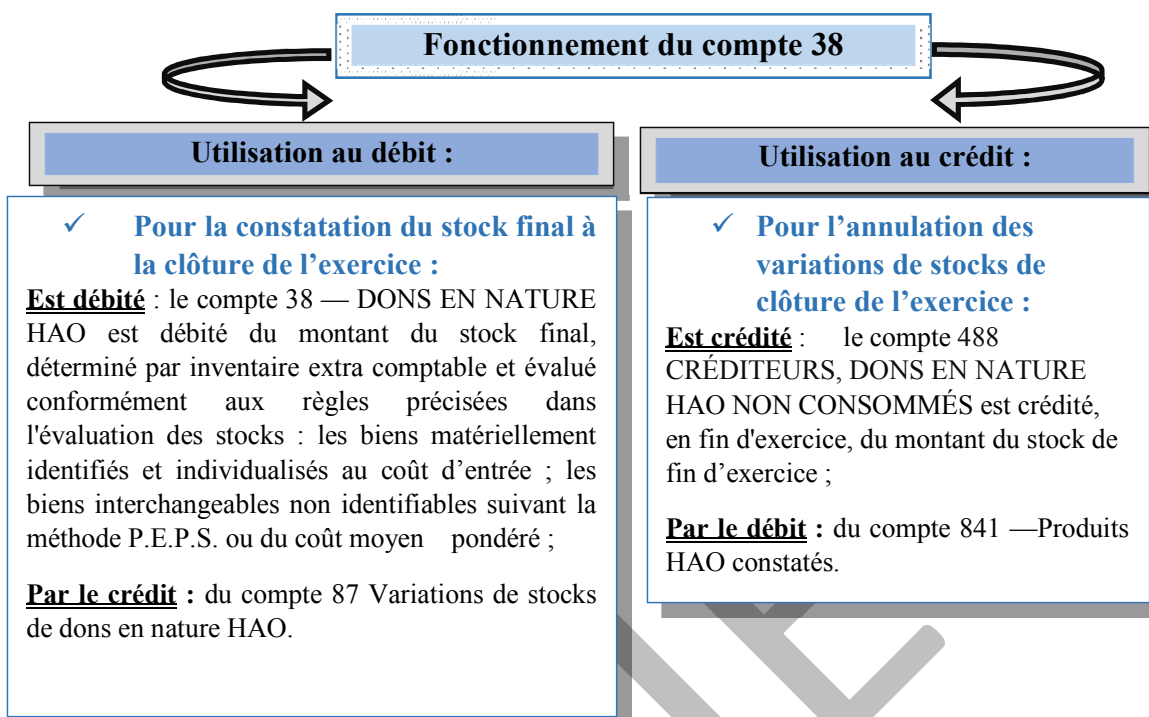 Fonctionnement du compte 38
Utilisation au débit :
✓ Pour la constatation du stock final à
la clôture de l’exercice :
Est débité : le compte 38 — DONS EN NATURE
HAO est débité du montant du stock final,
déterminé par inventaire extra comptable et évalué
conformément aux règles précisées dans
l'évaluation des stocks : les biens matériellement
identifiés et individualisés au coût d’entrée ; les
biens interchangeables non identifiables suivant la
méthode P.E.P.S. ou du coût moyen pondéré ;
Par le crédit : du compte 87 Variations de stocks
de dons en nature HAO.
Utilisation au crédit :
✓ Pour l’annulation des
variations de stocks de
clôture de l’exercice :
Est crédité : le compte 488
CRÉDITEURS, DONS EN NATURE
HAO NON CONSOMMÉS est crédité,
en fin d'exercice, du montant du stock de
fin d’exercice ;
Par le débit : du compte 841 —Produits
HAO constatés.